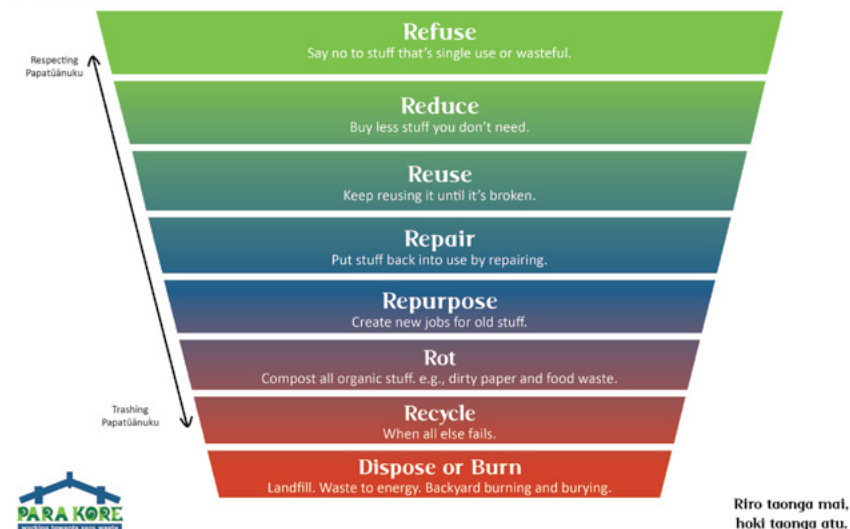 Refuse
Say no to stuff that's single use or wasteful.
Respecting
Papatūānuku
Reduce
Buy less stuff you don't need.
Reuse
Keep reusing it until it's broken.
Repair
Put stuff back into use by repairing.
Repurpose
Create new jobs for old stuff.
Rot
Compost all organic stuff. e.g., dirty paper and food waste.
Trashing
Papatūānuku
Recycle
When all else fails.
Dispose or Burn
Landfill. Waste to energy. Backyard burning and burying.
PARA KORE
working towards zero waste
Riro taonga mai,
hoki taonga atu.